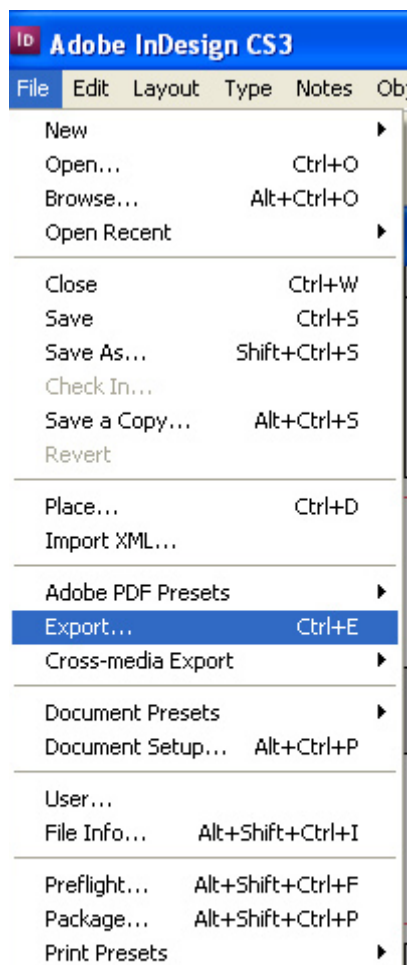 ID Adobe InDesign CS3
File Edit Layout Type Notes
New
Open... Ctrl+O
Browse... Alt+Ctrl+O
Open Recent
Close Ctrl+W
Save Ctrl+S
Save As... Shift+Ctrl+S
Check In...
Save a Copy... Alt+Ctrl+S
Revert
Place... Ctrl+D
Import XML...
Adobe PDF Presets
Export... Ctrl+E
Cross-media Export
Document Presets
Document Setup... Alt+Ctrl+P
User...
File Info... Alt+Shift+Ctrl+I
Preflight... Alt+Shift+Ctrl+F
Package... Alt+Shift+Ctrl+P
Print Presets